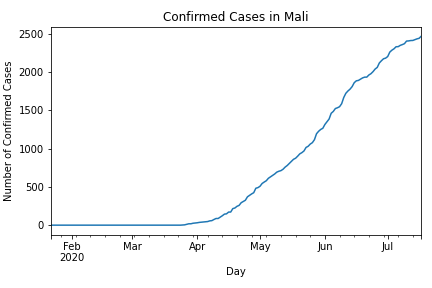 Confirmed Cases in Mali
Number of Confirmed Cases
2500
2000
1500
1000
500
0
Feb Mar Apr May Jun Jul
2020
Day